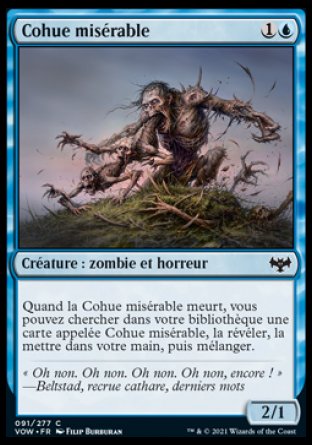 Cohue misérable 1
Créature : zombie et horreur
Quand la Cohue misérable meurt, vous
pouvez chercher dans votre bibliothèque une
carte appelée Cohue misérable, la révéler, la
mettre dans votre main, puis mélanger.
« Oh non. Oh non. Oh non. Oh non, encore ! »
—Beltstad, recrue cathare, derniers mots
2/1
091/277 C
VOW • FR Filip Burburan
™ & © 2021 Wizards of the Coast